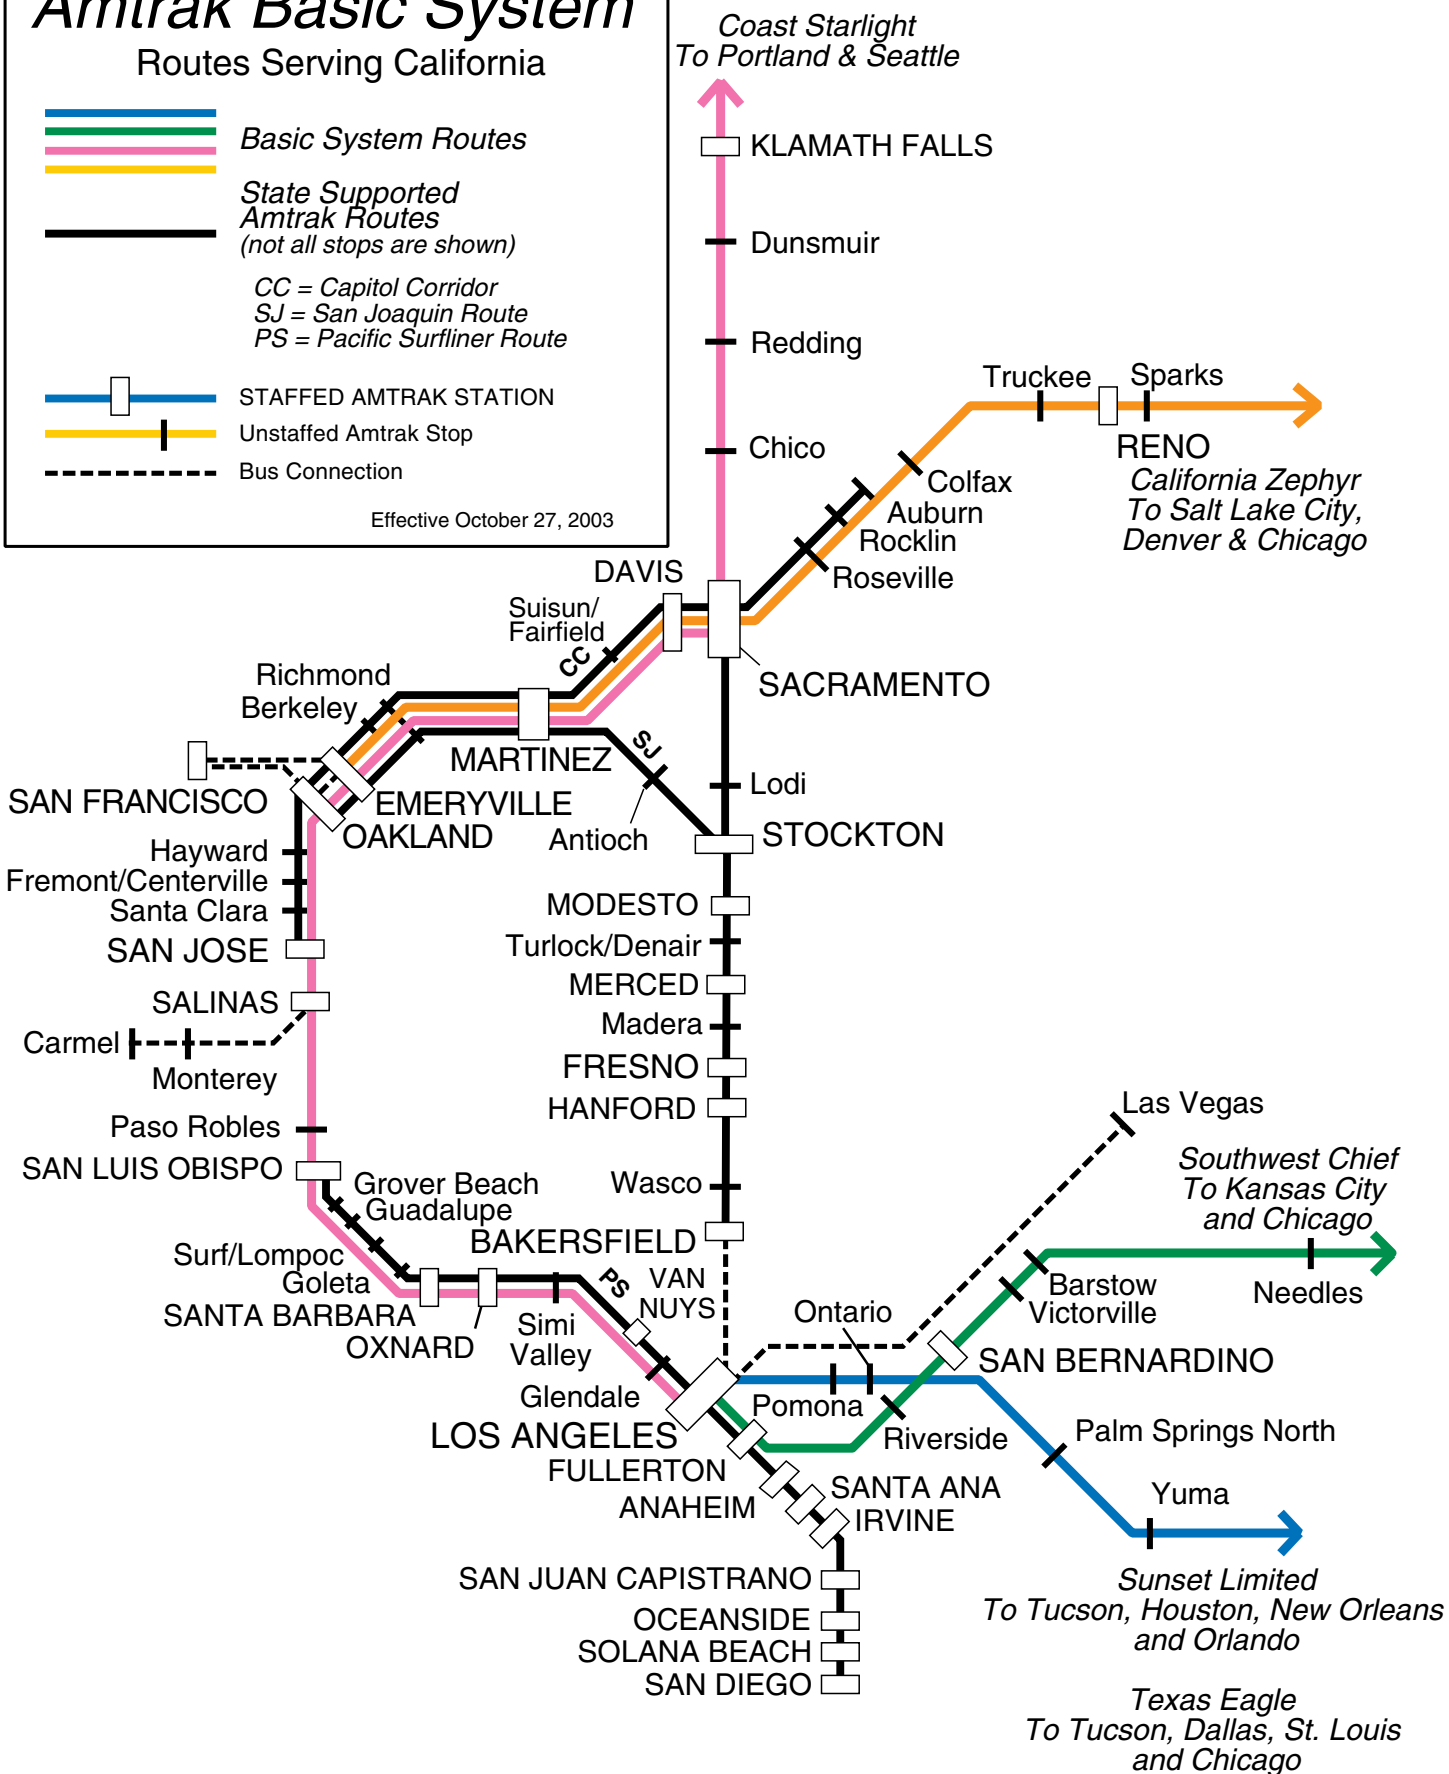 Amtrak Basic System
Routes Serving California
Basic System Routes
State Supported
Amtrak Routes
(not all stops are shown)
CC = Capitol Corridor
SJ = San Joaquin Route
PS = Pacific Surfliner Route
STAFFED AMTRAK STATION
Unstaffed Amtrak Stop
Bus Connection
Effective October 27, 2003
Coast Starlight
To Portland & Seattle
KLAMATH FALLS
Dunsmuir
Redding
Chico
Truckee
Sparks
RENO
California Zephyr
To Salt Lake City,
Denver & Chicago
Colfax
Auburn
Rocklin
Roseville
DAVIS
Suisun/
Fairfield
CC
SACRAMENTO
Richmond
Berkeley
MARTINEZ
SJ
SAN FRANCISCO
EMERYVILLE
OAKLAND
Antioch
Lodi
STOCKTON
Hayward
Fremont/Centerville
Santa Clara
SAN JOSE
SALINAS
Carmel
Monterey
Paso Robles
SAN LUIS OBISPO
MODESTO
Turlock/Denair
MERCED
Madera
FRESNO
HANFORD
Wasco
BAKERSFIELD
Grover Beach
Guadalupe
Surf/Lompoc
Goleta
SANTA BARBARA
OXNARD
Simi
Valley
PS
VAN
NUYS
Glendale
LOS ANGELES
Las Vegas
Southwest Chief
To Kansas City
and Chicago
Needles
Barstow
Victorville
SAN BERNARDINO
Ontario
Pomona
Riverside
Palm Springs North
Yuma
FULLERTON
ANAHEIM
SANTA ANA
IRVINE
SAN JUAN CAPISTRANO
OCEANSIDE
SOLANA BEACH
SAN DIEGO
Sunset Limited
To Tucson, Houston, New Orleans
and Orlando
Texas Eagle
To Tucson, Dallas, St. Louis
and Chicago